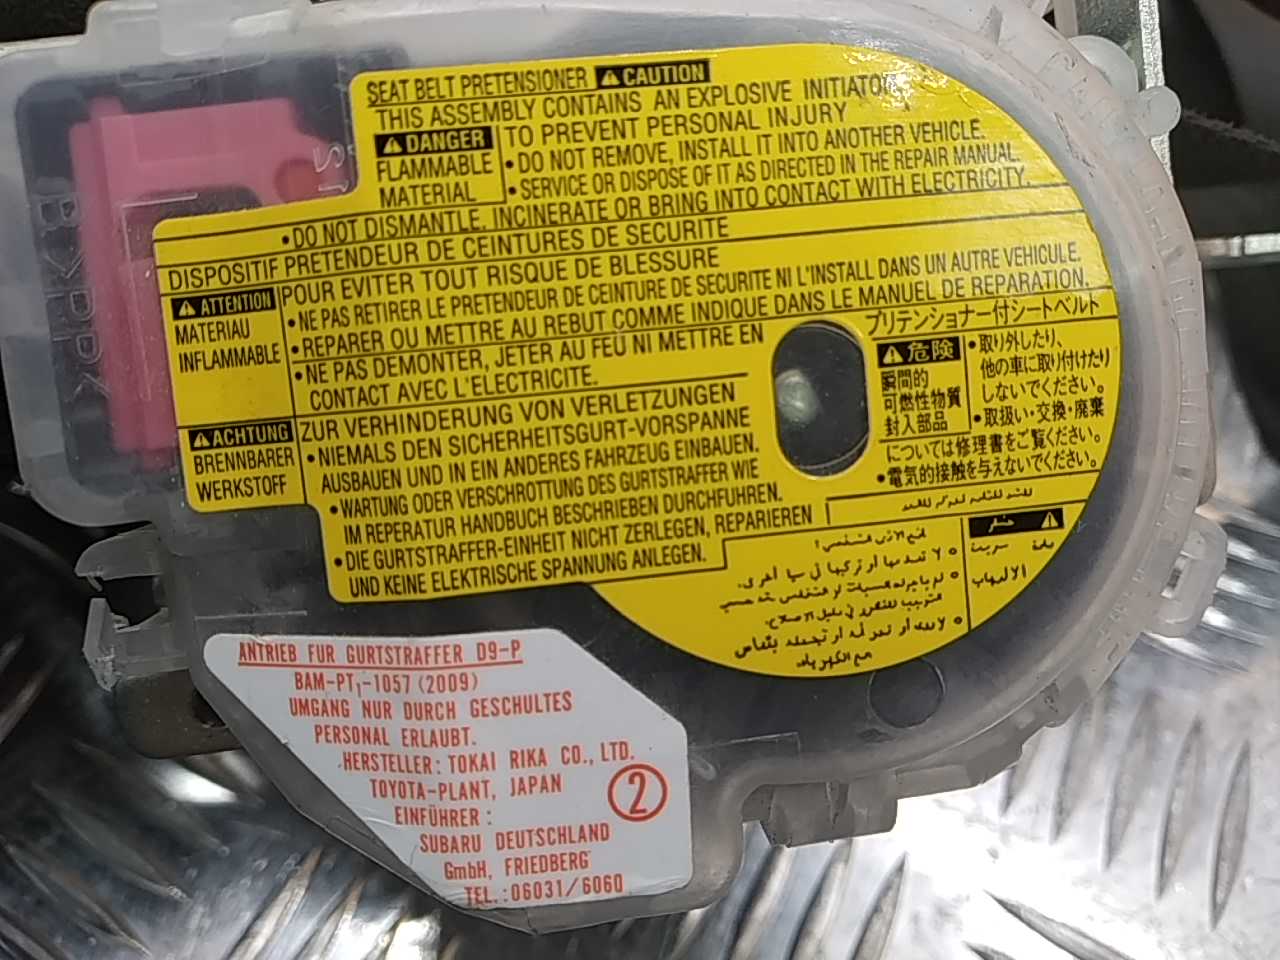 SEAT BELT PRETENSIONER ⚠CAUTION
THIS ASSEMBLY CONTAINS AN EXPLOSIVE INITIATOR
⚠DANGER
FLAMMABLE
MATERIAL
TO PREVENT PERSONAL INJURY
•DO NOT REMOVE, INSTALL IT INTO ANOTHER VEHICLE.
•SERVICE OR DISPOSE OF IT AS DIRECTED IN THE REPAIR MANUAL.
•DO NOT DISMANTLE, INCINERATE OR BRING INTO CONTACT WITH ELECTRICITY.
DISPOSITIF PRETENDEUR DE CEINTURES DE SECURITE
⚠ATTENTION
MATERIAU
INFLAMMABLE
POUR EVITER TOUT RISQUE DE BLESSURE
•NE PAS RETIRER LE PRETENDEUR DE CEINTURE DE SECURITE NI L'INSTALL DANS UN AUTRE VEHICULE.
•REPARER OU METTRE AU REBUT COMME INDIQUE DANS LE MANUEL DE REPARATION.
•NE PAS DEMONTER, JETER AU FEU NI METTRE EN
CONTACT AVEC L'ELECTRICITE.
⚠ACHTUNG
BRENNBARER
WERKSTOFF
ZUR VERHINDERUNG VON VERLETZUNGEN
•NIEMALS DEN SICHERHEITSGURT-VORSPANNE
AUSBAUEN UND IN EIN ANDERES FAHRZEUG EINBAUEN.
•WARTUNG ODER VERSCHROTTUNG DES GURTSTRAFFER WIE
IM REPERATUR HANDBUCH BESCHRIEBEN DURCHFUHREN.
•DIE GURTSTRAFFER-EINHEIT NICHT ZERLEGEN, REPARIEREN
UND KEINE ELEKTRISCHE SPANNUNG ANLEGEN.
プリテンショナー付シートベルト
⚠危険
瞬間的
可燃性物質
封入部品
•取り外したり、
他の車に取り付けたり
しないでください。
•取扱い・交換・廃棄
については修理書をご覧ください。
•電気的接触を与えないでください。
ANTRIEB FUR GURTSTRAFFER D9-P
BAM-PT₁-1057 (2009)
UMGANG NUR DURCH GESCHULTES
PERSONAL ERLAUBT.
HERSTELLER: TOKAI RIKA CO., LTD.
TOYOTA-PLANT, JAPAN
②
EINFÜHRER :
SUBARU DEUTSCHLAND
GmbH, FRIEDBERG
TEL.:06031/6060